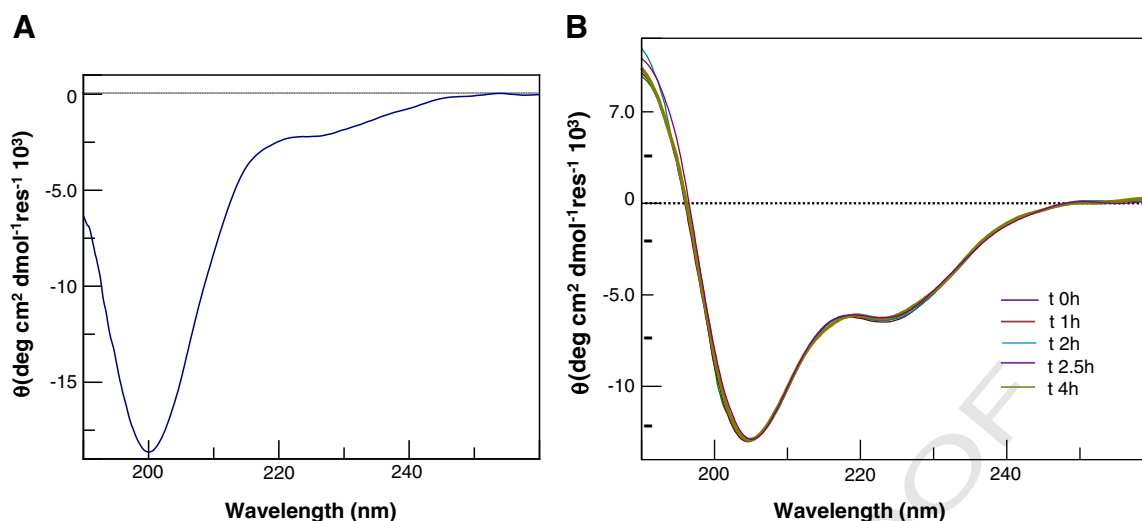 A
θ(deg cm² dmol⁻¹res⁻¹ 10³)
0
-5.0
-10
-15
200
220
240
Wavelength (nm)
B
θ(deg cm² dmol⁻¹res⁻¹ 10³)
7.0
0
-5.0
-10
t 0h
t 1h
t 2h
t 2.5h
t 4h
200
220
240
Wavelength (nm)
OF